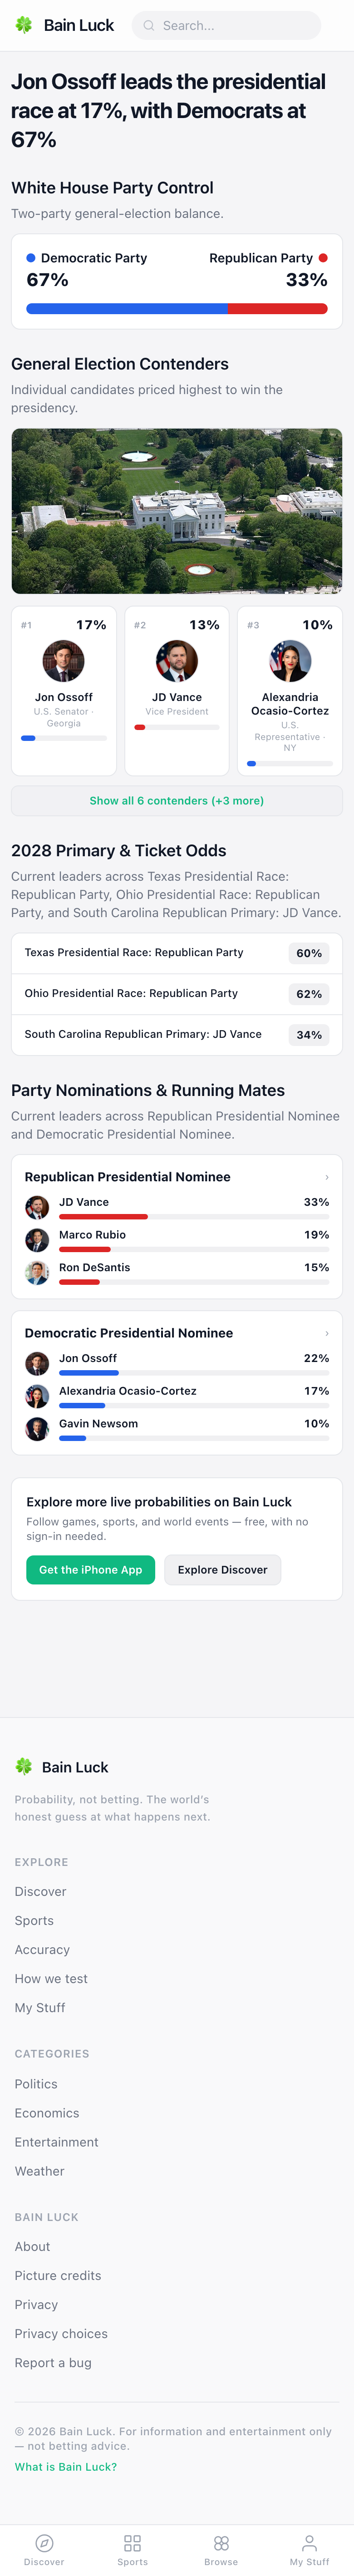 Bain Luck
Search...
Jon Ossoff leads the presidential
race at 17%, with Democrats at
67%
White House Party Control
Two-party general-election balance.
Democratic Party
Republican Party
67%
33%
General Election Contenders
Individual candidates priced highest to win the
presidency.
#1
17%
Jon Ossoff
U.S. Senator ·
Georgia
#2
13%
JD Vance
Vice President
#3
10%
Alexandria
Ocasio-Cortez
U.S.
Representative ·
NY
Show all 6 contenders (+3 more)
2028 Primary & Ticket Odds
Current leaders across Texas Presidential Race:
Republican Party, Ohio Presidential Race: Republican
Party, and South Carolina Republican Primary: JD Vance.
Texas Presidential Race: Republican Party
60%
Ohio Presidential Race: Republican Party
62%
South Carolina Republican Primary: JD Vance
34%
Party Nominations & Running Mates
Current leaders across Republican Presidential Nominee
and Democratic Presidential Nominee.
Republican Presidential Nominee
›
JD Vance
33%
Marco Rubio
19%
Ron DeSantis
15%
Democratic Presidential Nominee
›
Jon Ossoff
22%
Alexandria Ocasio-Cortez
17%
Gavin Newsom
10%
Explore more live probabilities on Bain Luck
Follow games, sports, and world events — free, with no
sign-in needed.
Get the iPhone App
Explore Discover
Bain Luck
Probability, not betting. The world's
honest guess at what happens next.
EXPLORE
Discover
Sports
Accuracy
How we test
My Stuff
CATEGORIES
Politics
Economics
Entertainment
Weather
BAIN LUCK
About
Picture credits
Privacy
Privacy choices
Report a bug
© 2026 Bain Luck. For information and entertainment only
— not betting advice.
What is Bain Luck?
Discover
Sports
Browse
My Stuff